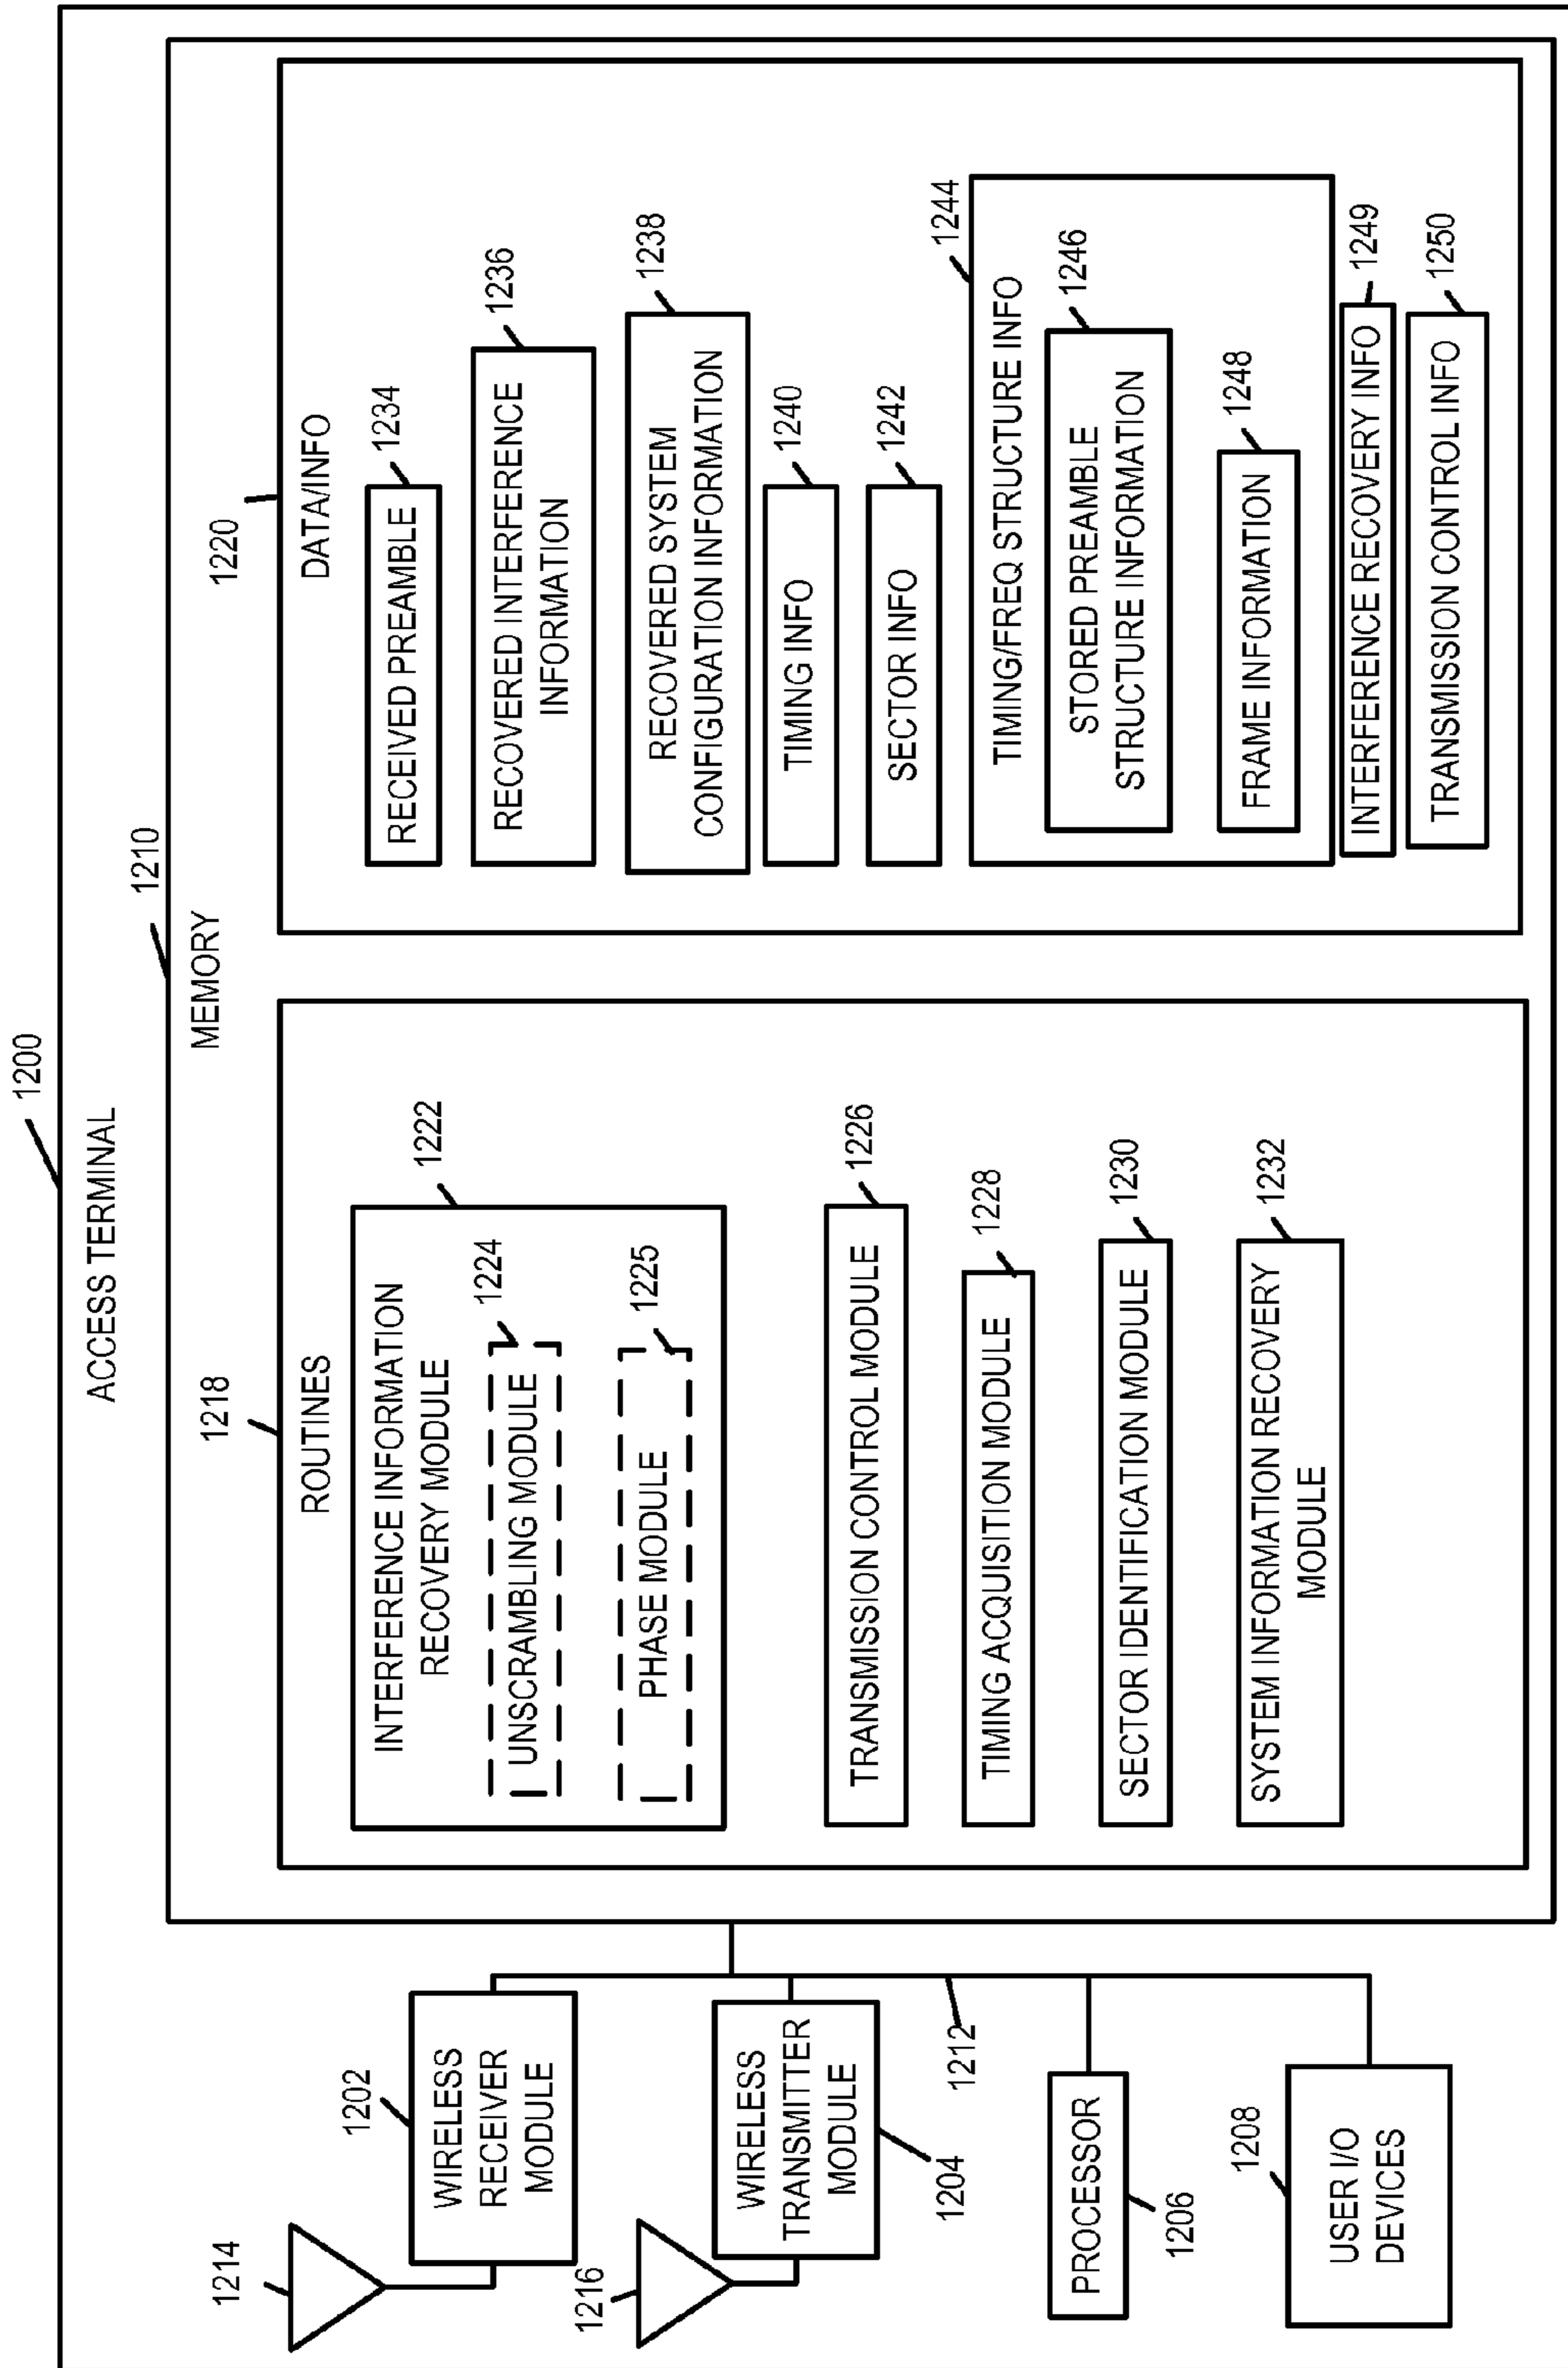 1200
ACCESS TERMINAL
1210
MEMORY
1214
1202
WIRELESS
RECEIVER
MODULE
1216
WIRELESS
TRANSMITTER
MODULE
1204
1212
PROCESSOR
1206
1208
USER I/O
DEVICES
1218
ROUTINES
1222
INTERFERENCE INFORMATION
RECOVERY MODULE
1224
UNSCRAMBLING MODULE
1225
PHASE MODULE
1226
TRANSMISSION CONTROL MODULE
1228
TIMING ACQUISITION MODULE
1230
SECTOR IDENTIFICATION MODULE
1232
SYSTEM INFORMATION RECOVERY
MODULE
1220
DATA/INFO
1234
RECEIVED PREAMBLE
1236
RECOVERED INTERFERENCE
INFORMATION
1238
RECOVERED SYSTEM
CONFIGURATION INFORMATION
1240
TIMING INFO
1242
SECTOR INFO
1244
TIMING/FREQ STRUCTURE INFO
1246
STORED PREAMBLE
STRUCTURE INFORMATION
1248
FRAME INFORMATION
1249
INTERFERENCE RECOVERY INFO
1250
TRANSMISSION CONTROL INFO